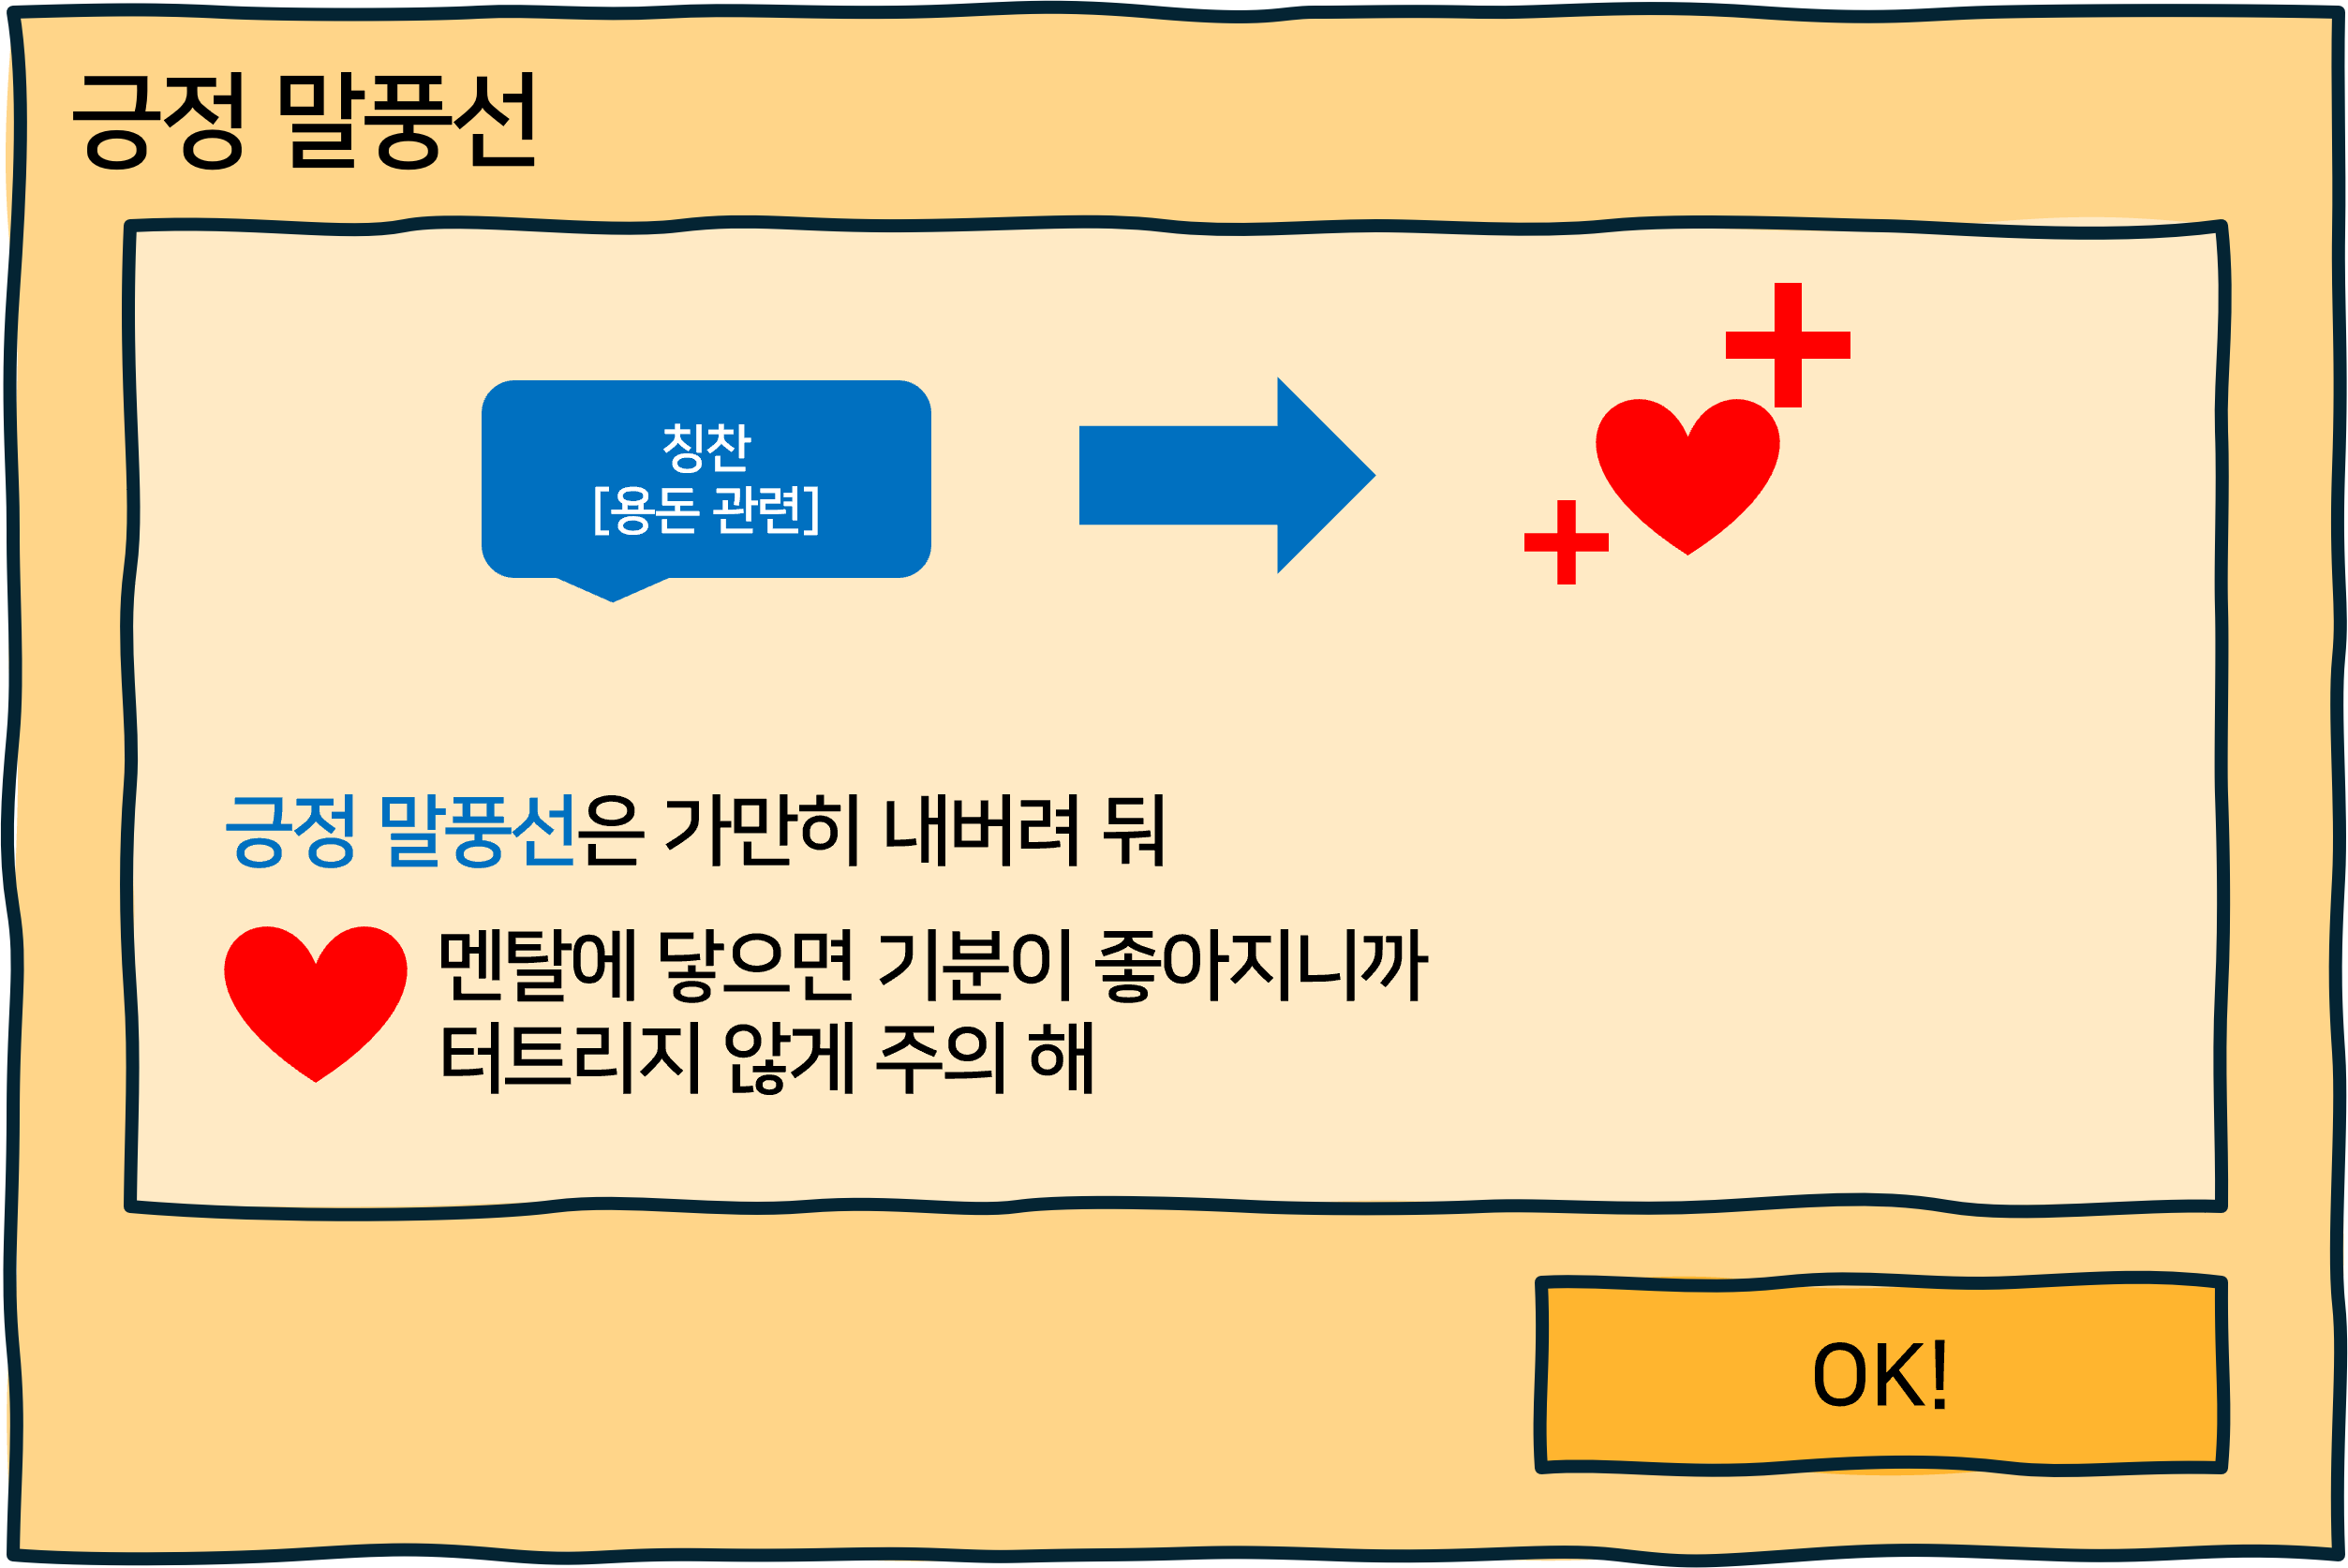 긍정 말풍선
칭찬
[용돈 관련]
긍정 말풍선은 가만히 내버려 둬
멘탈에 닿으면 기분이 좋아지니까
터트리지 않게 주의 해
OK!